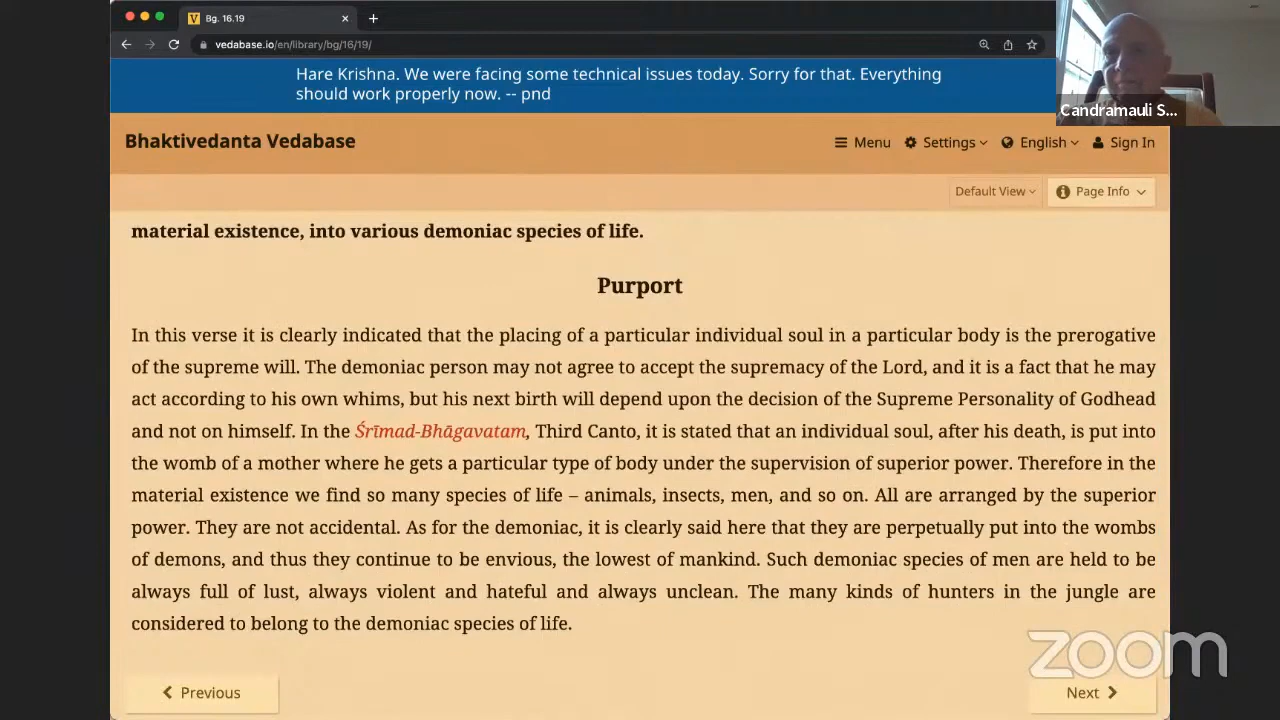 Bg. 16.19
vedabase.io/en/library/bg/16/19/
Hare Krishna. We were facing some technical issues today. Sorry for that. Everything
should work properly now. -- pnd
Candramauli S...
Bhaktivedanta Vedabase
Menu
Settings
English
Sign In
Default View
Page Info
material existence, into various demoniac species of life.
Purport
In this verse it is clearly indicated that the placing of a particular individual soul in a particular body is the prerogative
of the supreme will. The demoniac person may not agree to accept the supremacy of the Lord, and it is a fact that he may
act according to his own whims, but his next birth will depend upon the decision of the Supreme Personality of Godhead
and not on himself. In the Śrīmad-Bhāgavatam, Third Canto, it is stated that an individual soul, after his death, is put into
the womb of a mother where he gets a particular type of body under the supervision of superior power. Therefore in the
material existence we find so many species of life – animals, insects, men, and so on. All are arranged by the superior
power. They are not accidental. As for the demoniac, it is clearly said here that they are perpetually put into the wombs
of demons, and thus they continue to be envious, the lowest of mankind. Such demoniac species of men are held to be
always full of lust, always violent and hateful and always unclean. The many kinds of hunters in the jungle are
considered to belong to the demoniac species of life.
zoom
Previous
Next